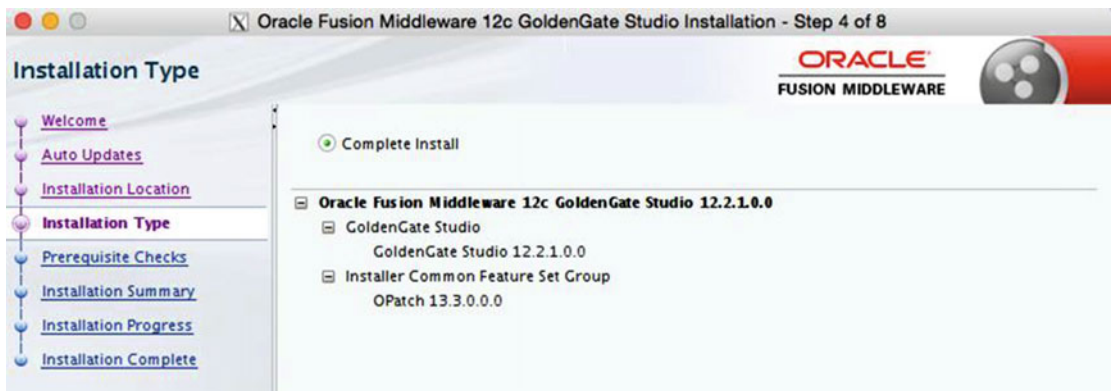 X Oracle Fusion Middleware 12c GoldenGate Studio Installation - Step 4 of 8
Installation Type
ORACLE®
FUSION MIDDLEWARE
Welcome
Auto Updates
Installation Location
Installation Type
Prerequisite Checks
Installation Summary
Installation Progress
Installation Complete
Complete Install
Oracle Fusion Middleware 12c GoldenGate Studio 12.2.1.0.0
GoldenGate Studio
GoldenGate Studio 12.2.1.0.0
Installer Common Feature Set Group
OPatch 13.3.0.0.0